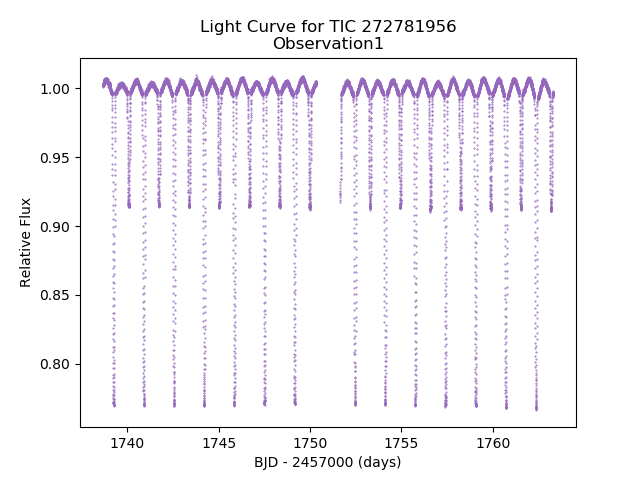 Light Curve for TIC 272781956
Observation1
1.00
0.95
0.90
0.85
0.80
Relative Flux
1740
1745
1750
1755
1760
BJD - 2457000 (days)